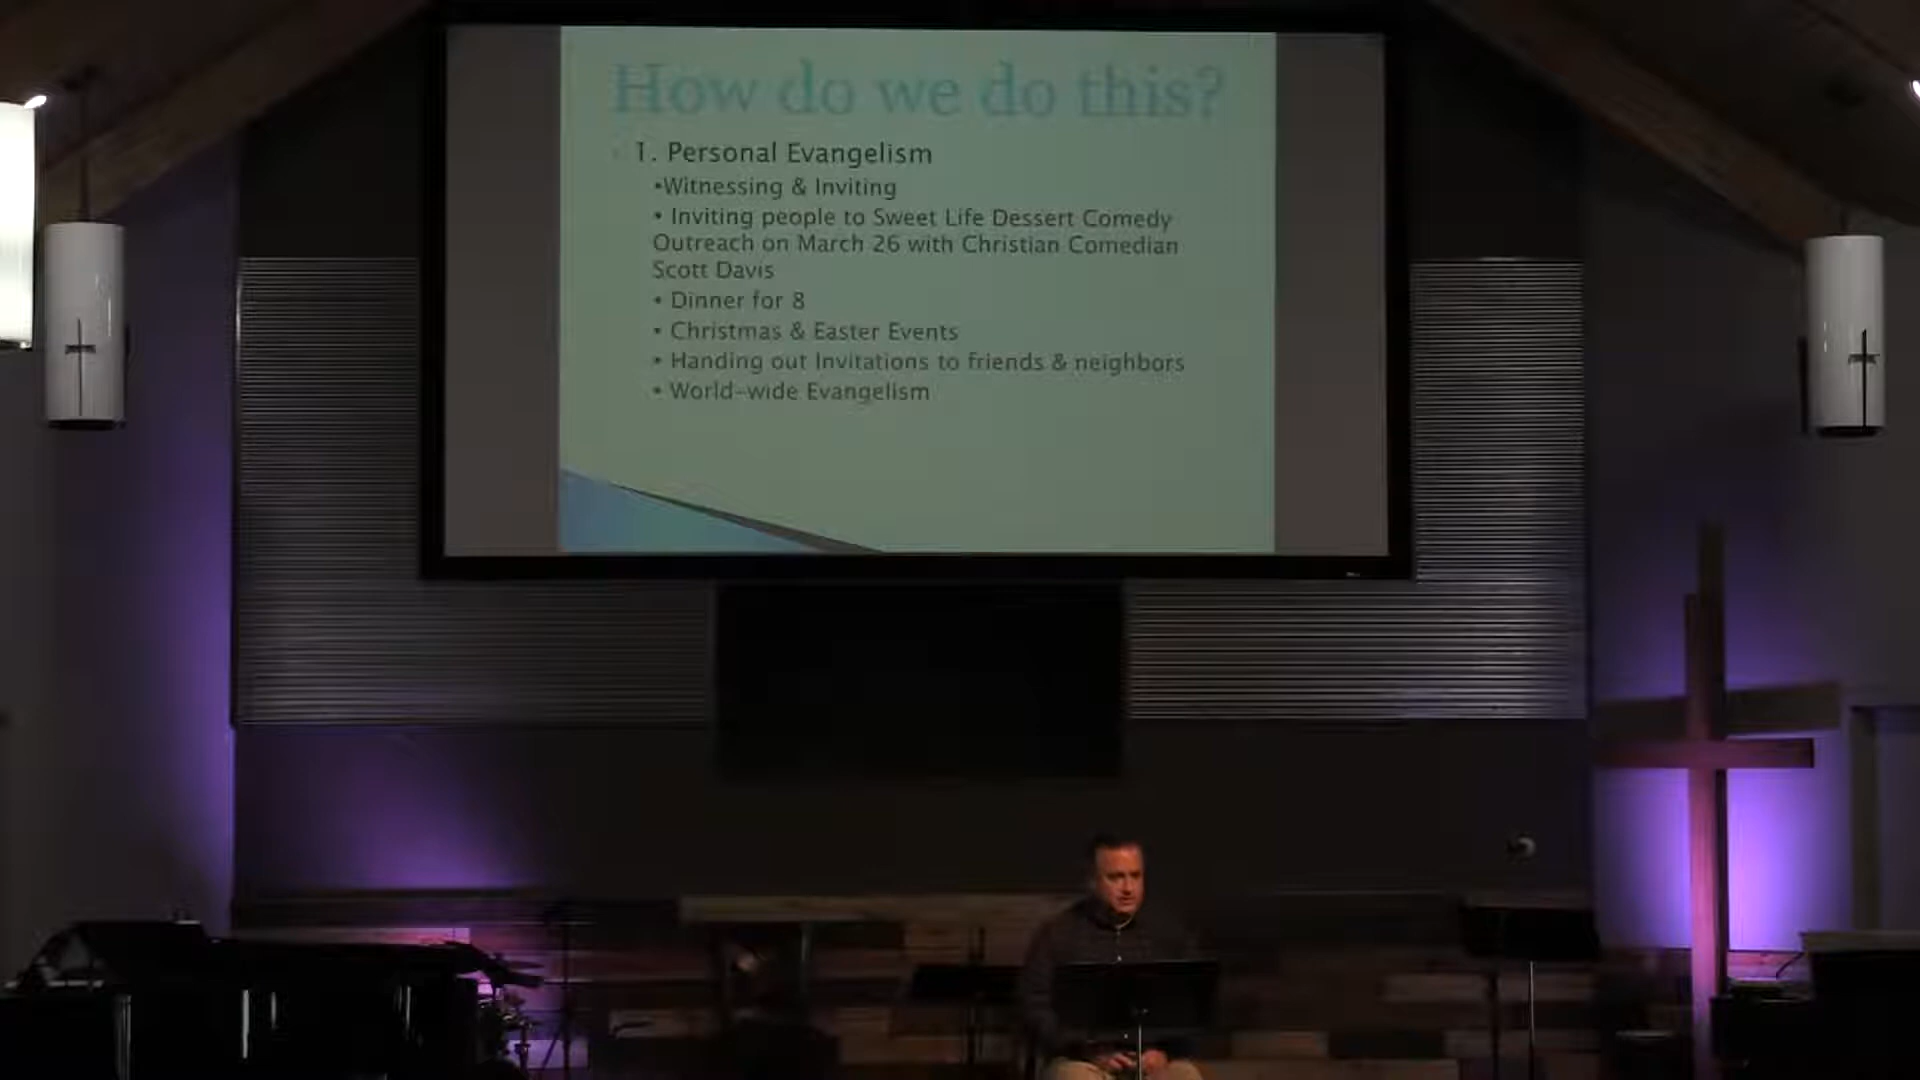 How do we do this?
1. Personal Evangelism
•Witnessing & Inviting
• Inviting people to Sweet Life Dessert Comedy
Outreach on March 26 with Christian Comedian
Scott Davis
• Dinner for 8
• Christmas & Easter Events
• Handing out Invitations to friends & neighbors
• World-wide Evangelism